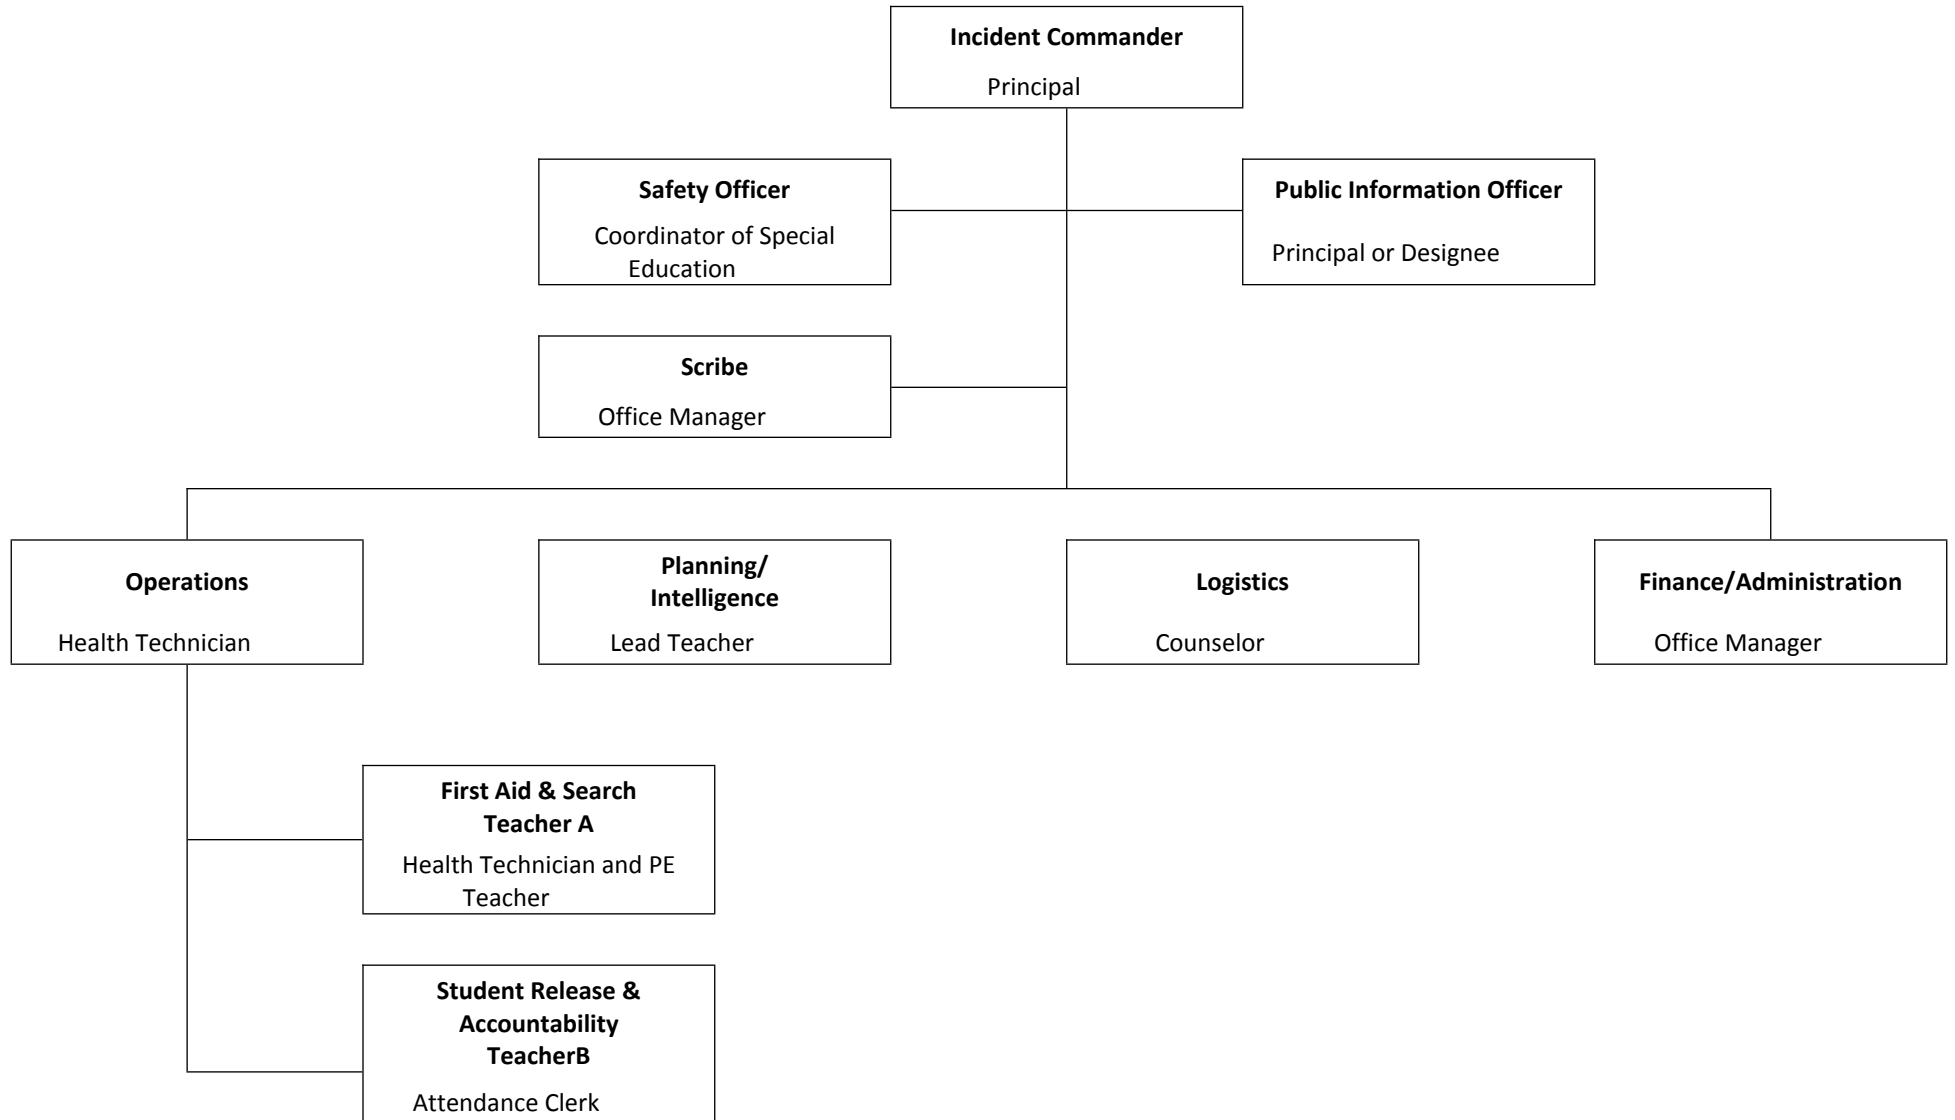 Incident Commander
Principal
Safety Officer
Coordinator of Special
Education
Public Information Officer
Principal or Designee
Scribe
Office Manager
Operations
Health Technician
Planning/
Intelligence
Lead Teacher
Logistics
Counselor
Finance/Administration
Office Manager
First Aid & Search
Teacher A
Health Technician and PE
Teacher
Student Release &
Accountability
TeacherB
Attendance Clerk